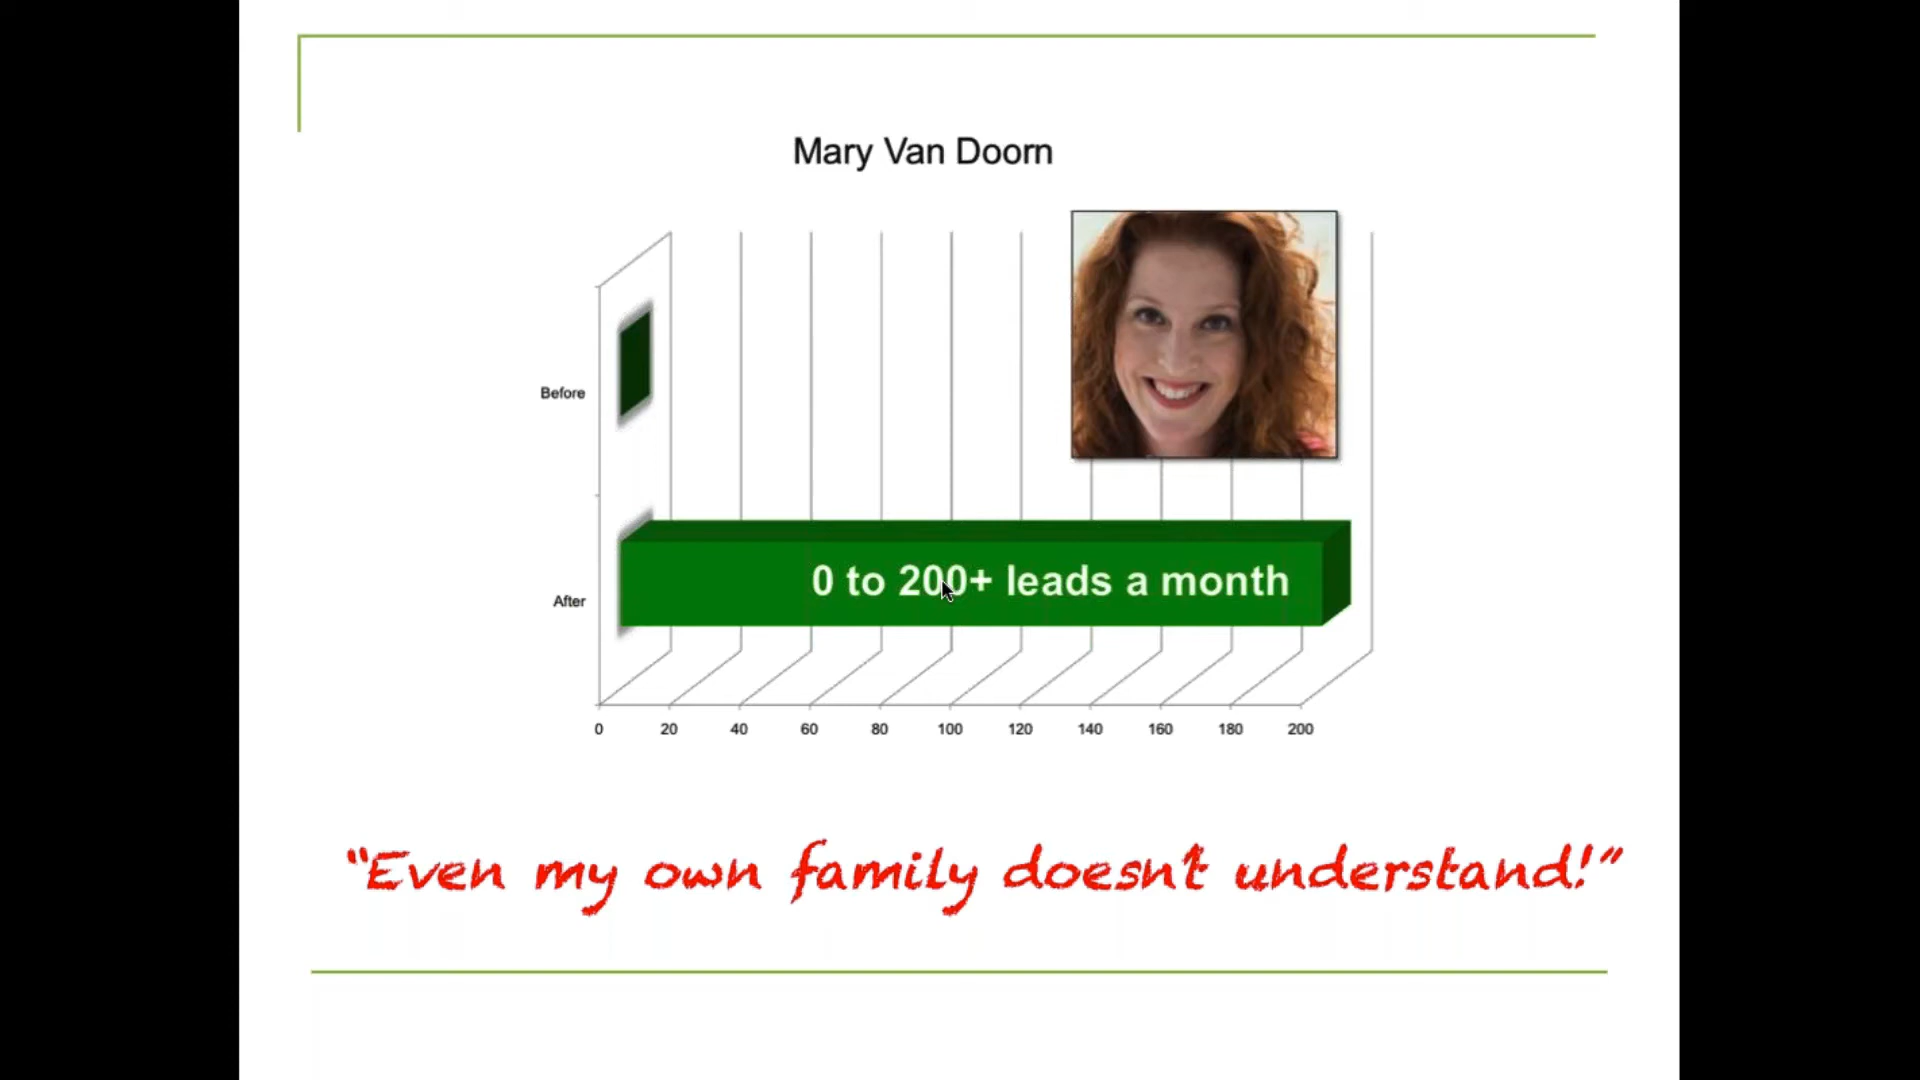 Mary Van Doorn
Before
0 to 200+ leads a month
After
0 20 40 60 80 100 120 140 160 180 200
“Even my own family doesn't understand!”